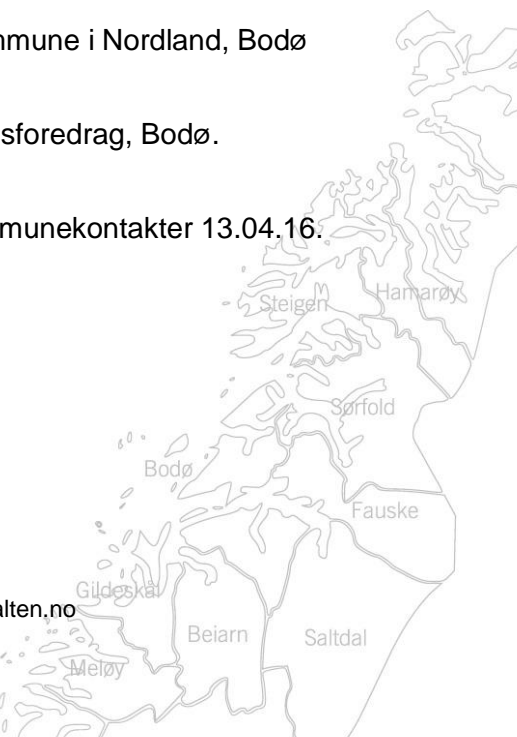 mmune i Nordland, Bodø
sforedrag, Bodø.
munekontakter 13.04.16.
Steigen
Hamarøy
Sørfold
Bodø
Fauske
Gildeskål
alten.no
Beiarn
Saltdal
Meløy